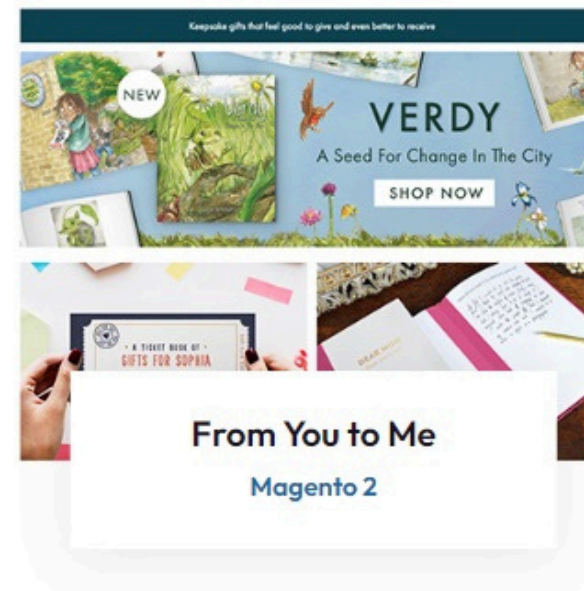 Keepsake gifts that feel good to give and even better to receive
NEW
Verdy
VERDY
A Seed For Change In The City
SHOP NOW
A TICKET BOOK OF
GIFTS FOR SOPHIA
DEAR MUM
From You to Me
Magento 2